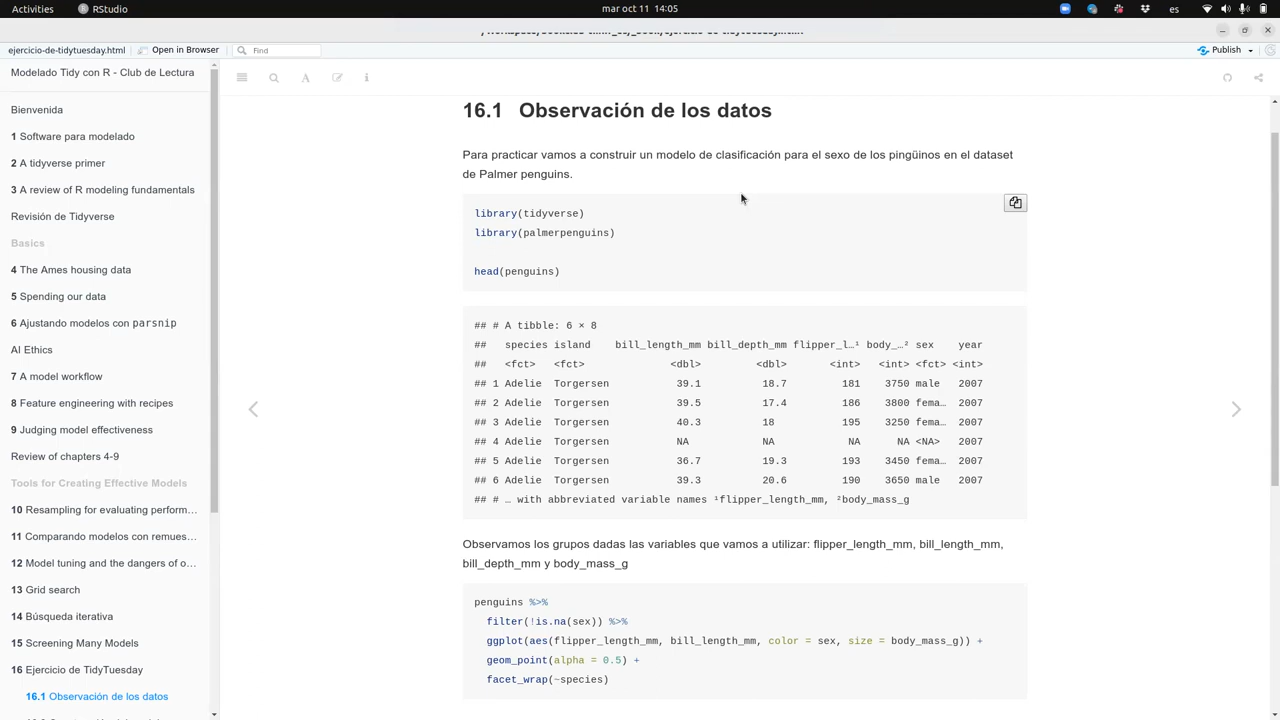 Activities
RStudio
mar oct 11 11:05
ejercicio-de-tidytuesday.html
Open in Browser
Find
Publish
Modelado Tidy con R - Club de Lectura
Bienvenida
1 Software para modelado
2 A tidyverse primer
3 A review of R modeling fundamentals
Revisión de Tidyverse
Basics
4 The Ames housing data
5 Spending our data
6 Ajustando modelos con parsnip
AI Ethics
7 A model workflow
8 Feature engineering with recipes
9 Judging model effectiveness
Review of chapters 4-9
Tools for Creating Effective Models
10 Resampling for evaluating perform...
11 Comparando modelos con remues...
12 Model tuning and the dangers of o...
13 Grid search
14 Búsqueda iterativa
15 Screening Many Models
16 Ejercicio de TidyTuesday
16.1 Observación de los datos
16.1 Observación de los datos
Para practicar vamos a construir un modelo de clasificación para el sexo de los pingüinos en el dataset
de Palmer penguins.
library(tidyverse)
library(palmerpenguins)
head(penguins)
## # A tibble: 6 × 8
##   species island    bill_length_mm bill_depth_mm flipper_l…¹ body_…² sex    year
##   <fct>   <fct>              <dbl>         <dbl>       <int>   <int> <fct> <int>
## 1 Adelie  Torgersen           39.1          18.7         181    3750 male   2007
## 2 Adelie  Torgersen           39.5          17.4         186    3800 fema…  2007
## 3 Adelie  Torgersen           40.3          18           195    3250 fema…  2007
## 4 Adelie  Torgersen           NA            NA            NA      NA <NA>   2007
## 5 Adelie  Torgersen           36.7          19.3         193    3450 fema…  2007
## 6 Adelie  Torgersen           39.3          20.6         190    3650 male   2007
## # … with abbreviated variable names ¹flipper_length_mm, ²body_mass_g
Observamos los grupos dadas las variables que vamos a utilizar: flipper_length_mm, bill_length_mm,
bill_depth_mm y body_mass_g
penguins %>%
filter(!is.na(sex)) %>%
ggplot(aes(flipper_length_mm, bill_length_mm, color = sex, size = body_mass_g)) +
geom_point(alpha = 0.5) +
facet_wrap(~species)